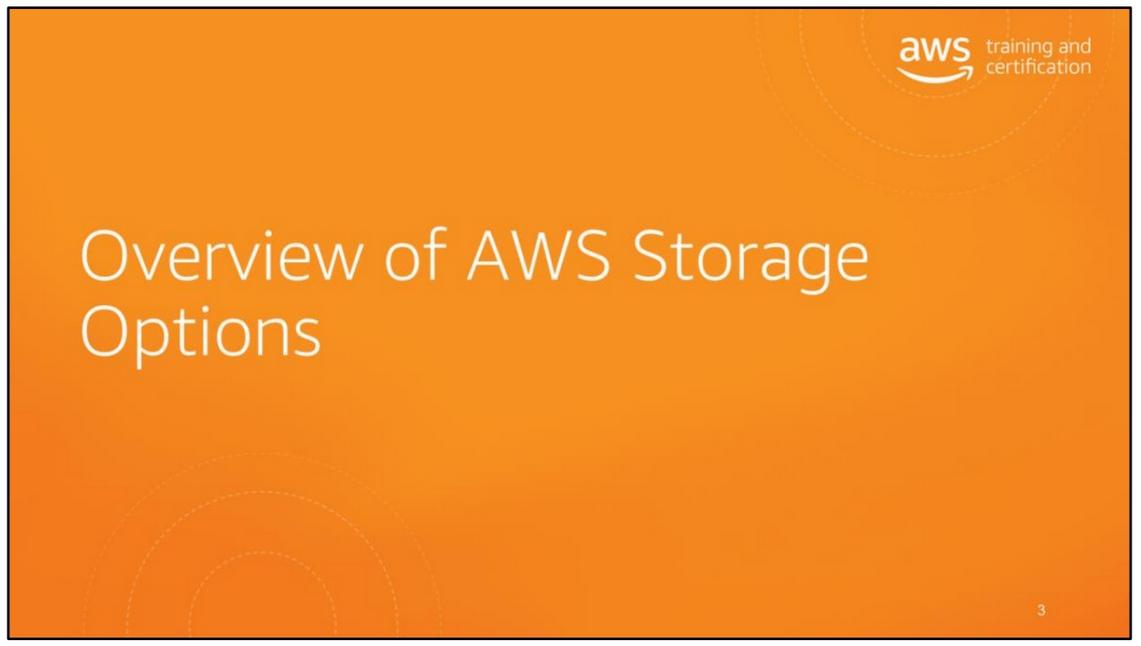 aws training and
certification
Overview of AWS Storage
Options
3